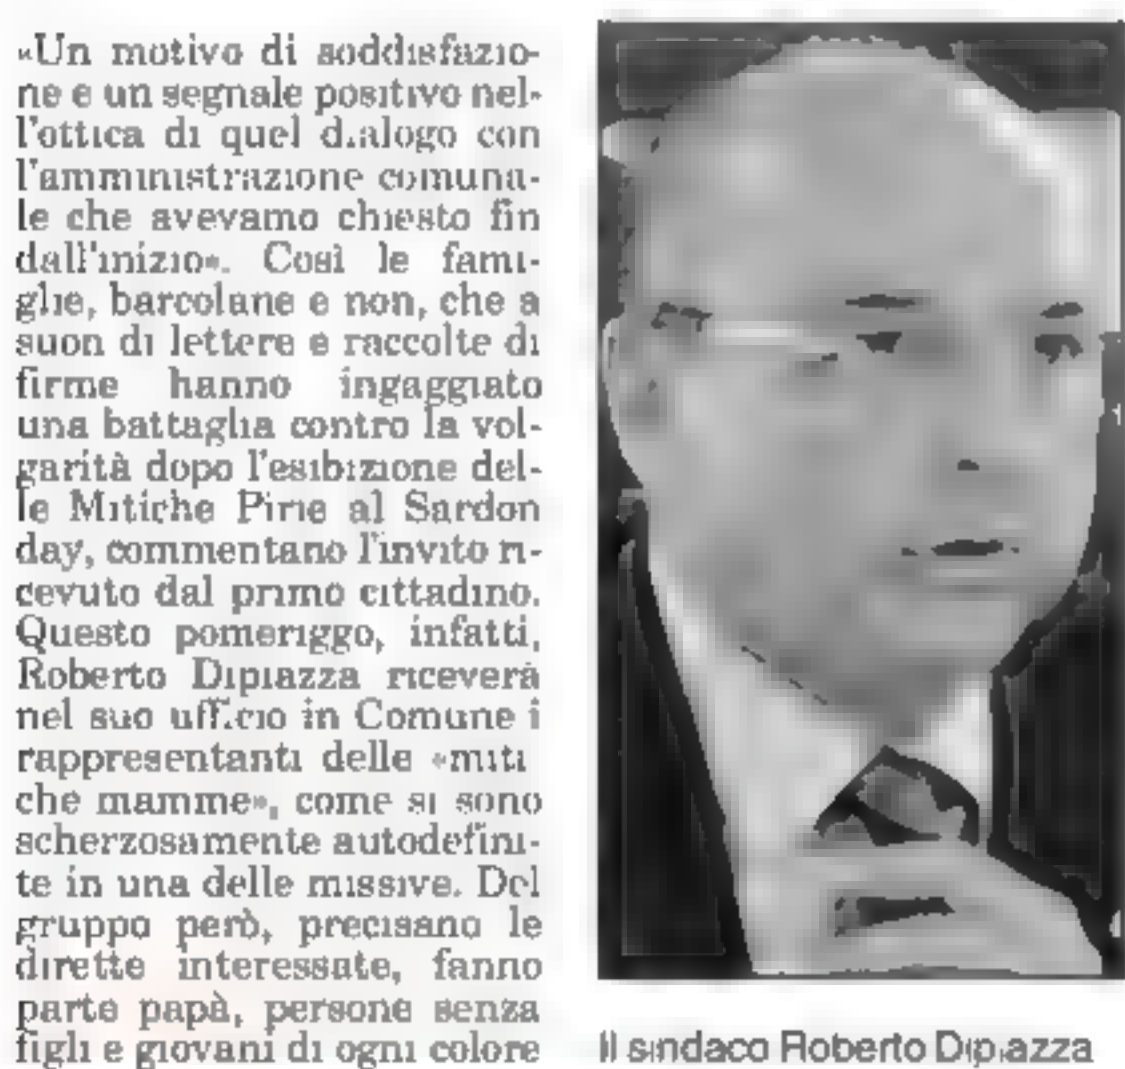 «Un motivo di soddisfazio-
ne e un segnale positivo nel-
l'ottica di quel dialogo con
l'amministrazione comuna-
le che avevamo chiesto fin
dall'inizio». Così le fami-
glie, barcolane e non, che a
suon di lettere e raccolte di
firme hanno ingaggiato
una battaglia contro la vol-
garità dopo l'esibizione del-
le Mitiche Pirie al Sardon
day, commentano l'invito ri-
cevuto dal primo cittadino.
Questo pomeriggo, infatti,
Roberto Dipiazza riceverà
nel suo ufficio in Comune i
rappresentanti delle «miti
che mamme», come si sono
scherzosamente autodefini-
te in una delle missive. Del
gruppo però, precisano le
dirette interessate, fanno
parte papà, persone senza
figli e giovani di ogni colore
Il sindaco Roberto Dipiazza